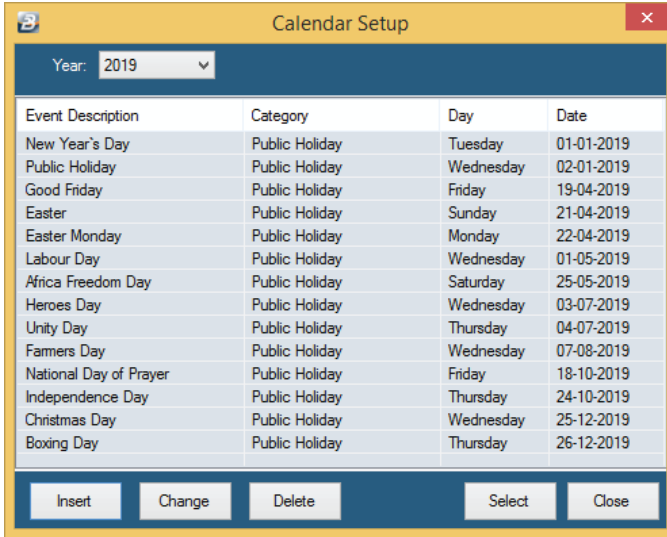 Calendar Setup
Year: 2019
Event Description Category Day Date
New Year`s Day Public Holiday Tuesday 01-01-2019
Public Holiday Public Holiday Wednesday 02-01-2019
Good Friday Public Holiday Friday 19-04-2019
Easter Public Holiday Sunday 21-04-2019
Easter Monday Public Holiday Monday 22-04-2019
Labour Day Public Holiday Wednesday 01-05-2019
Africa Freedom Day Public Holiday Saturday 25-05-2019
Heroes Day Public Holiday Wednesday 03-07-2019
Unity Day Public Holiday Thursday 04-07-2019
Farmers Day Public Holiday Wednesday 07-08-2019
National Day of Prayer Public Holiday Friday 18-10-2019
Independence Day Public Holiday Thursday 24-10-2019
Christmas Day Public Holiday Wednesday 25-12-2019
Boxing Day Public Holiday Thursday 26-12-2019
Insert Change Delete Select Close